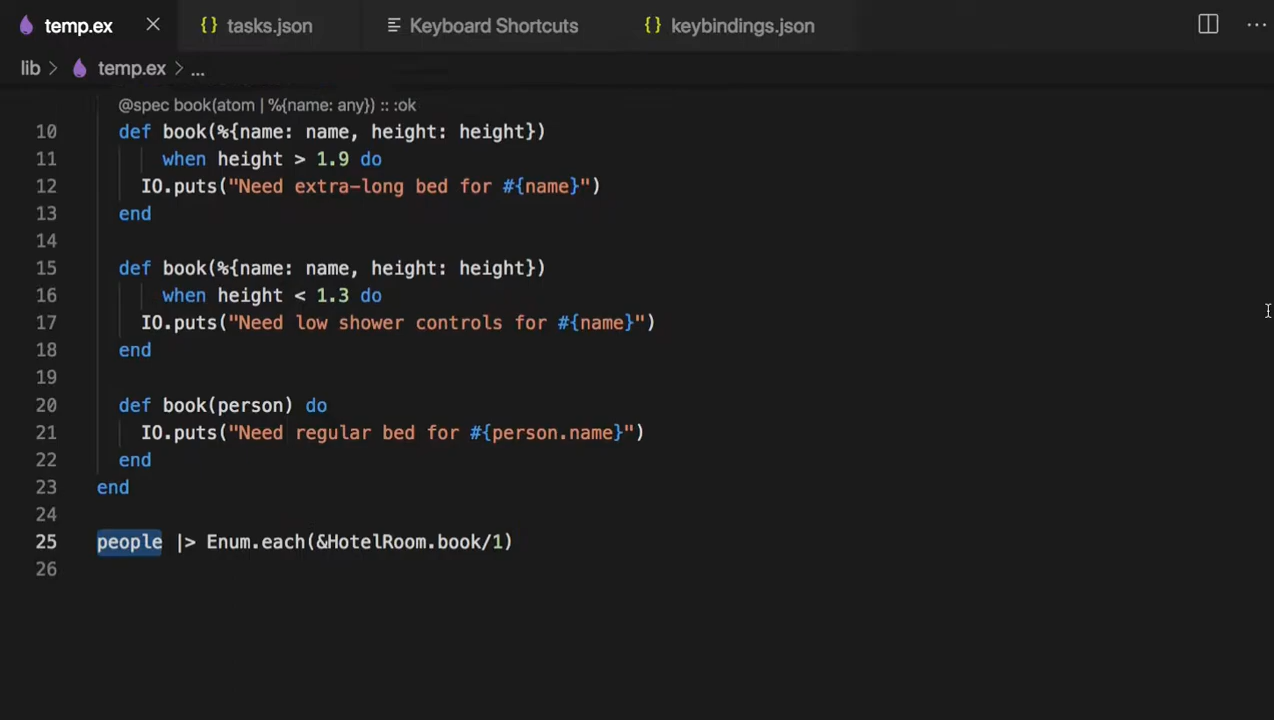 temp.ex tasks.json Keyboard Shortcuts keybindings.json
lib > temp.ex > ...
@spec book(atom | %{name: any}) :: :ok
10 def book(%{name: name, height: height})
11 when height > 1.9 do
12 IO.puts("Need extra-long bed for #{name}")
13 end
14
15 def book(%{name: name, height: height})
16 when height < 1.3 do
17 IO.puts("Need low shower controls for #{name}")
18 end
19
20 def book(person) do
21 IO.puts("Need regular bed for #{person.name}")
22 end
23 end
24
25 people |> Enum.each(&HotelRoom.book/1)
26